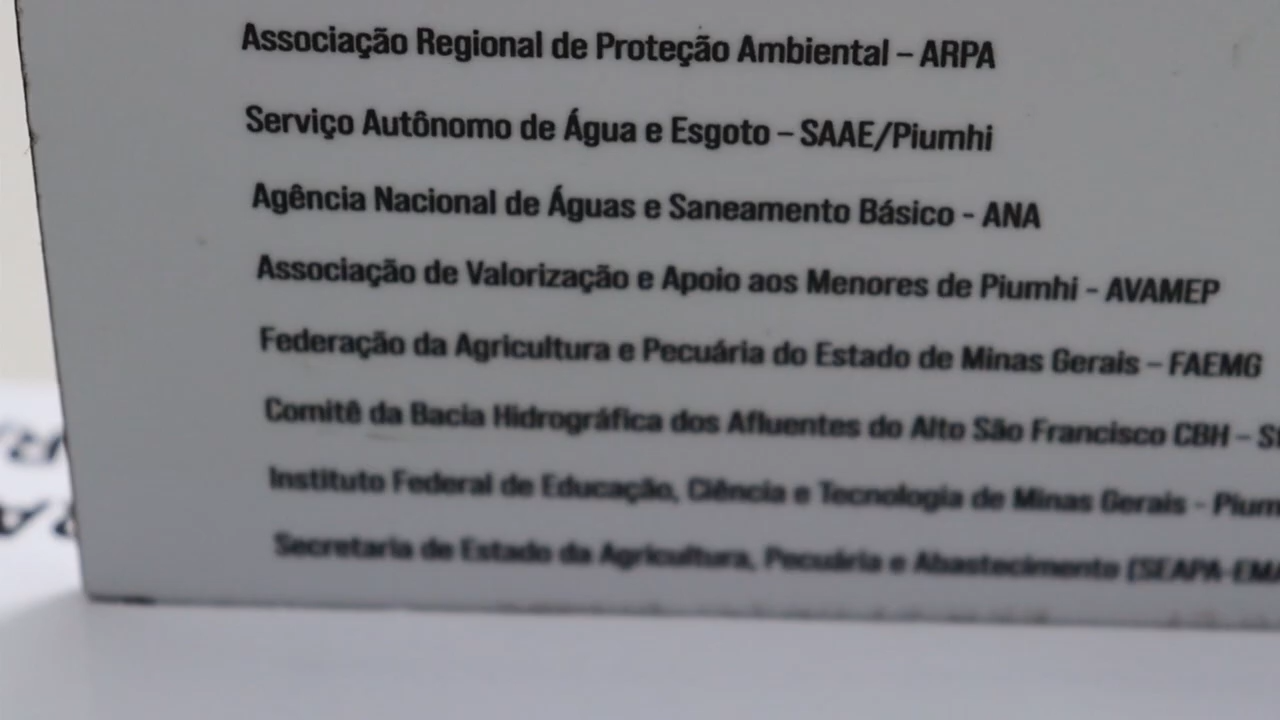 Associação Regional de Proteção Ambiental – ARPA
Serviço Autônomo de Água e Esgoto – SAAE/Piumhi
Agência Nacional de Águas e Saneamento Básico - ANA
Associação de Valorização e Apoio aos Menores de Piumhi - AVAMEP
Federação da Agricultura e Pecuária do Estado de Minas Gerais – FAEMG
Comitê da Bacia Hidrográfica dos Afluentes do Alto São Francisco CBH –
Instituto Federal de Educação, Ciência e Tecnologia de Minas Gerais - Pium
Secretaria de Estado da Agricultura, Pecuária e Abastecimento (SEAPA-EMA